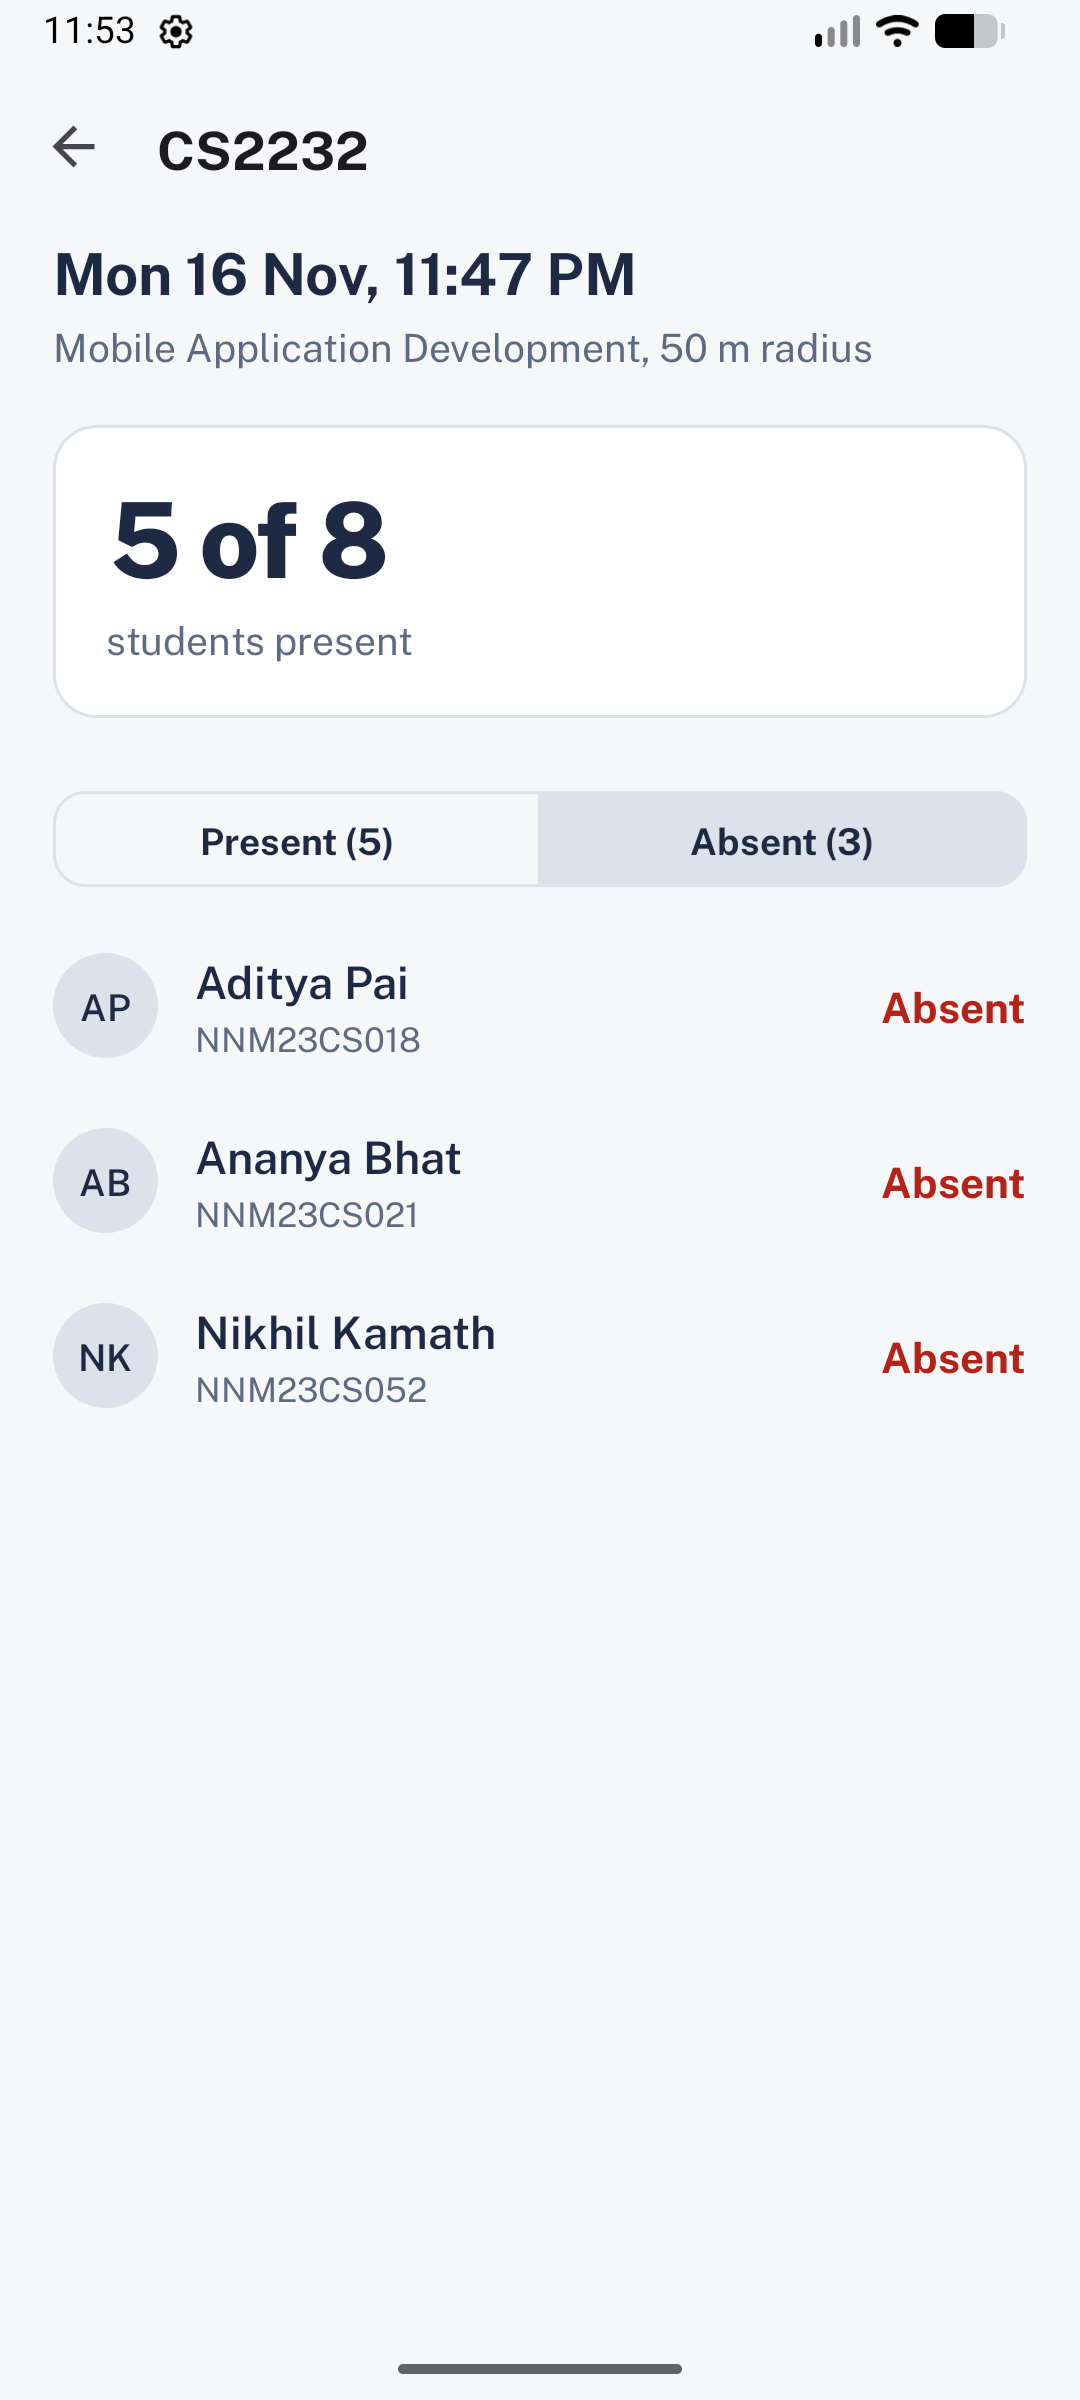 11:53
CS2232
Mon 16 Nov, 11:47 PM
Mobile Application Development, 50 m radius
5 of 8
students present
Present (5)
Absent (3)
AP
Aditya Pai
NNM23CS018
Absent
AB
Ananya Bhat
NNM23CS021
Absent
NK
Nikhil Kamath
NNM23CS052
Absent